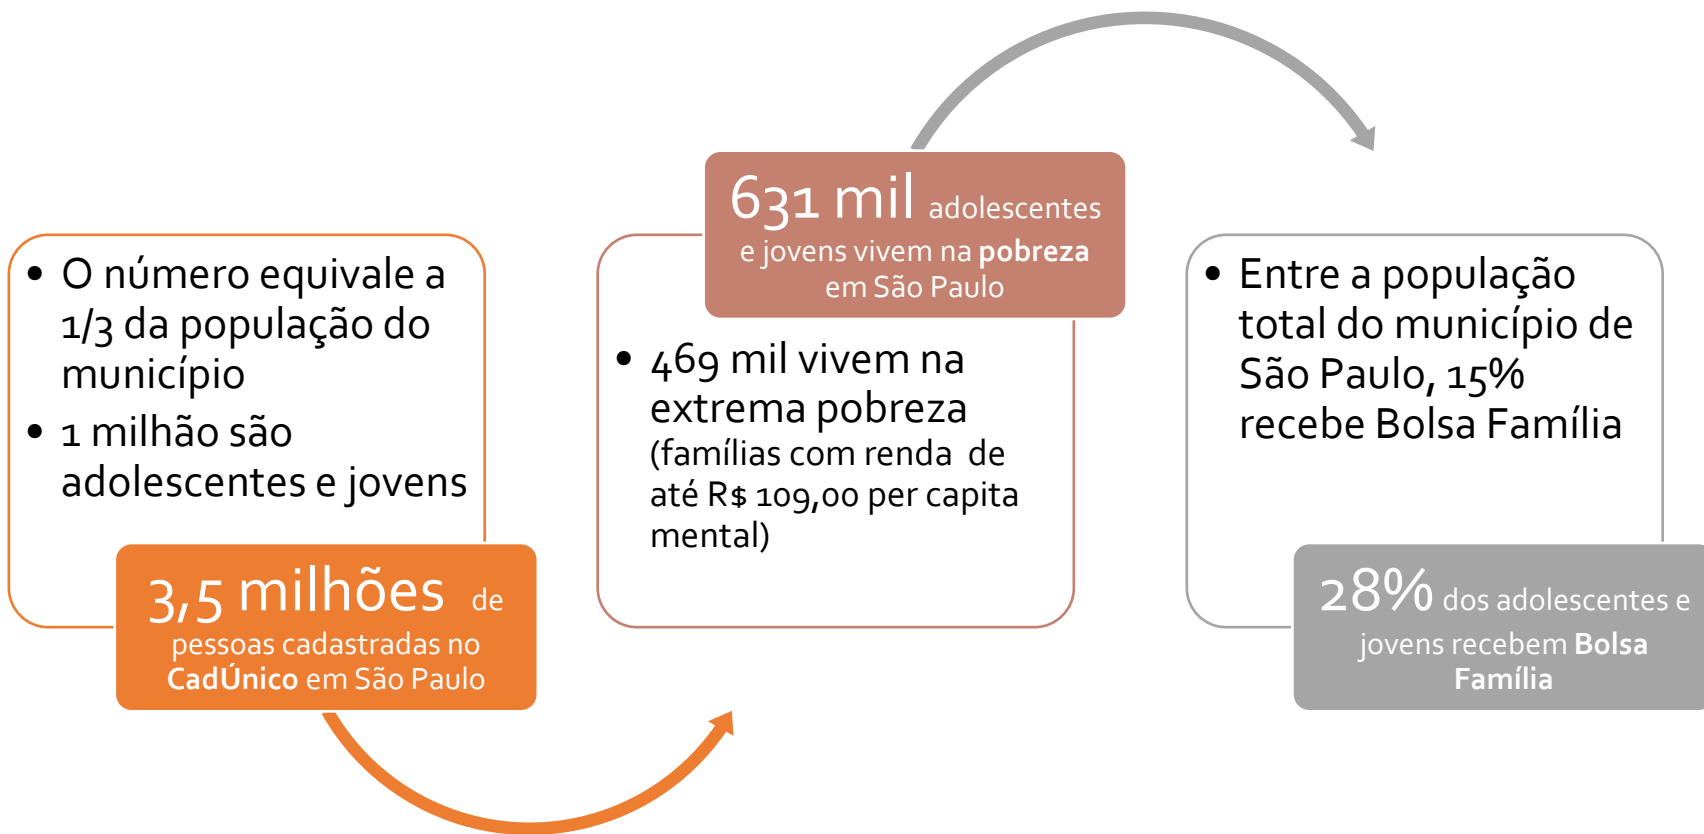 • O número equivale a
1/3 da população do
município
• 1 milhão são
adolescentes e jovens
3,5 milhões de
pessoas cadastradas no
CadÚnico em São Paulo
631 mil adolescentes
e jovens vivem na pobreza
em São Paulo
• 469 mil vivem na
extrema pobreza
(famílias com renda de
até R$ 109,00 per capita
mental)
• Entre a população
total do município de
São Paulo, 15%
recebe Bolsa Família
28% dos adolescentes e
jovens recebem Bolsa
Família